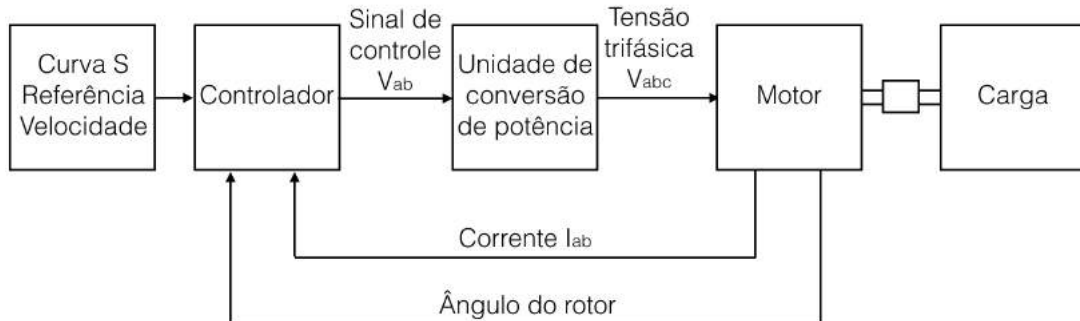 Curva S
Referência
Velocidade
Controlador
Sinal de
controle
Vab
Unidade de
conversão
de potência
Tensão
trifásica
Vabc
Motor
Carga
Corrente Iab
Ângulo do rotor